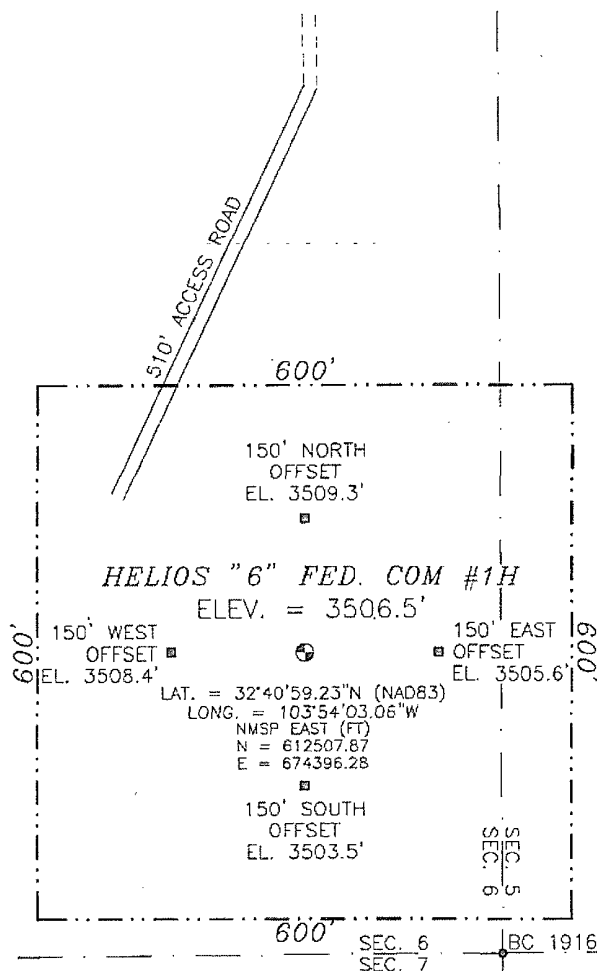 510' ACCESS ROAD
600'
150' NORTH
OFFSET
EL. 3509.3'
HELIOS "6" FED. COM #1H
ELEV. = 3506.5'
150' WEST
OFFSET
EL. 3508.4'
150' EAST
OFFSET
EL. 3505.6'
600'
600'
LAT. = 32°40'59.23"N (NAD83)
LONG. = 103°54'03.06"W
NMSP EAST (FT)
N = 612507.87
E = 674396.28
150' SOUTH
OFFSET
EL. 3503.5'
SEC. 5
SEC. 6
600'
SEC. 6
SEC. 7
BC 1916